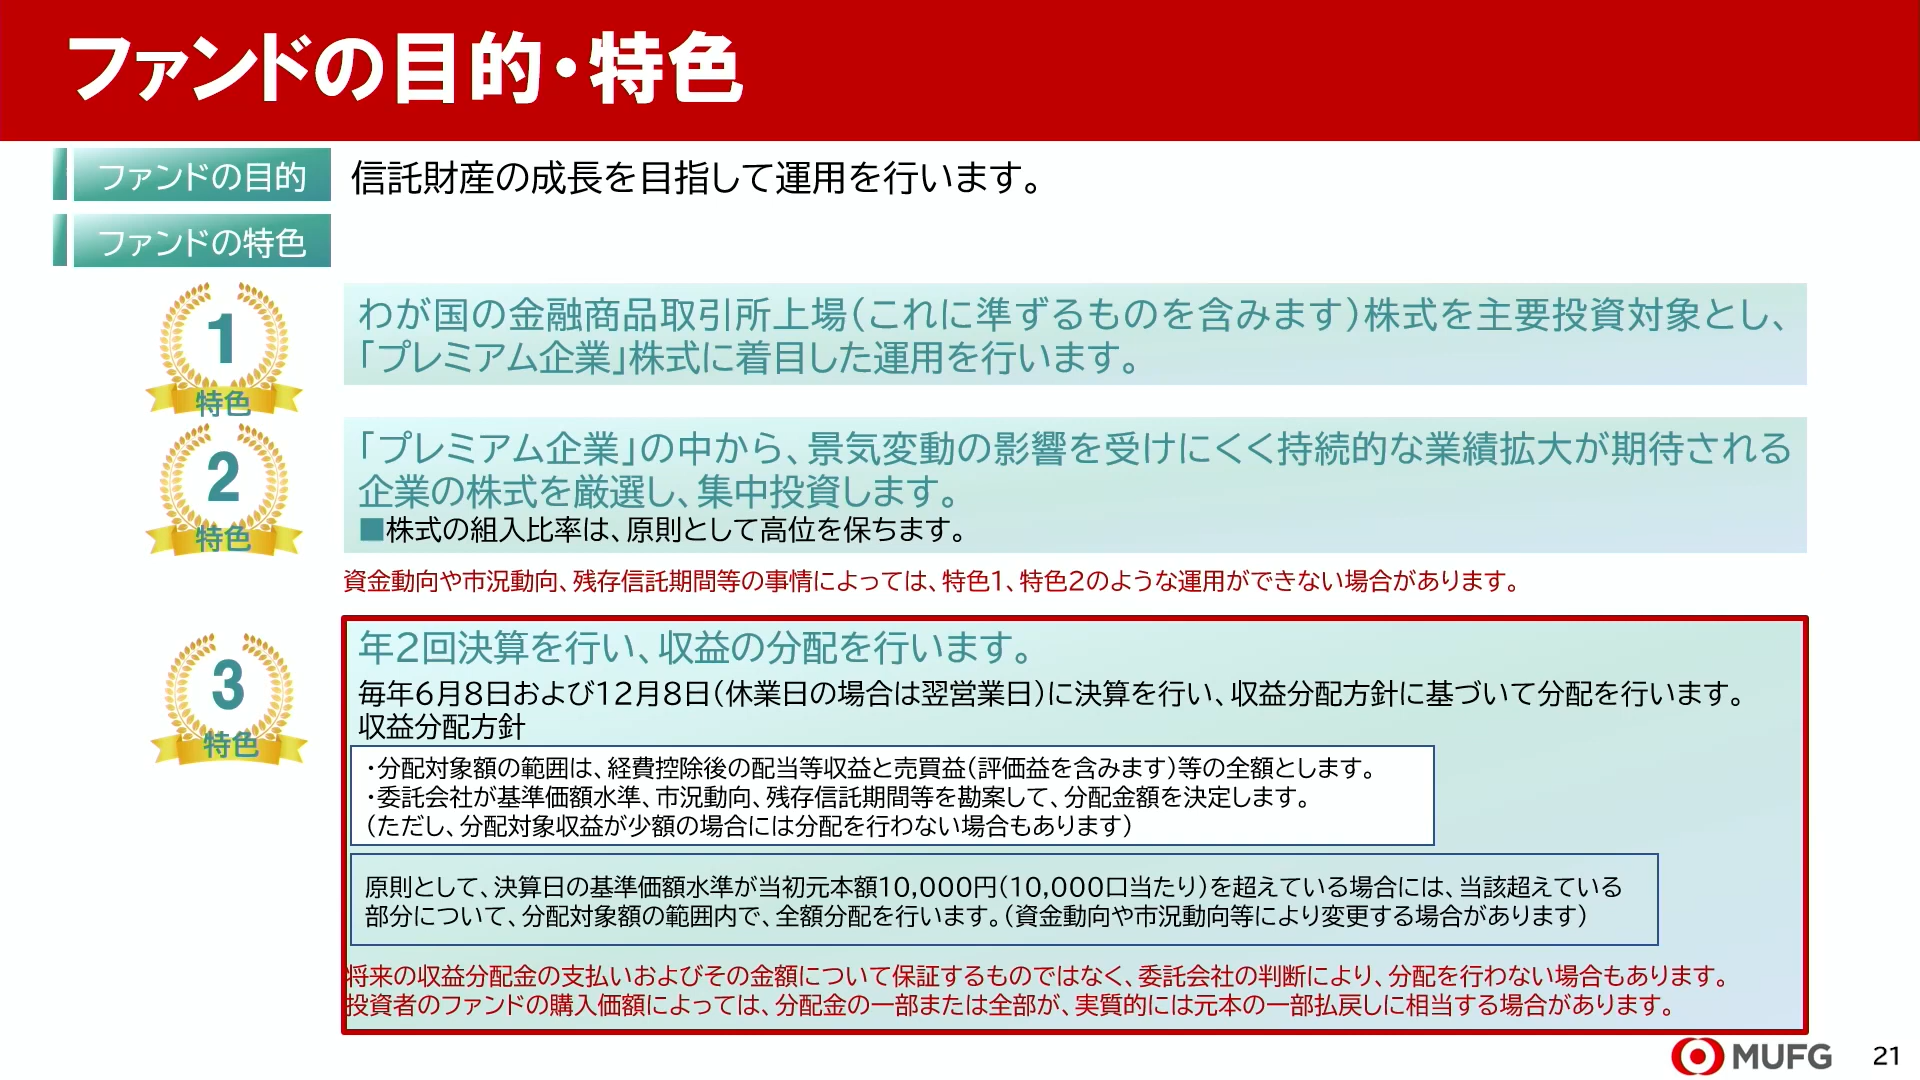 ファンドの目的・特色
ファンドの目的
信託財産の成長を目指して運用を行います。
ファンドの特色
1
特色
わが国の金融商品取引所上場(これに準ずるものを含みます)株式を主要投資対象とし、
「プレミアム企業」株式に着目した運用を行います。
2
特色
「プレミアム企業」の中から、景気変動の影響を受けにくく持続的な業績拡大が期待される
企業の株式を厳選し、集中投資します。
■株式の組入比率は、原則として高位を保ちます。
資金動向や市況動向、残存信託期間等の事情によっては、特色1、特色2のような運用ができない場合があります。
3
特色
年2回決算を行い、収益の分配を行います。
毎年6月8日および12月8日(休業日の場合は翌営業日)に決算を行い、収益分配方針に基づいて分配を行います。
収益分配方針
・分配対象額の範囲は、経費控除後の配当等収益と売買益(評価益を含みます)等の全額とします。
・委託会社が基準価額水準、市況動向、残存信託期間等を勘案して、分配金額を決定します。
(ただし、分配対象収益が少額の場合には分配を行わない場合もあります)
原則として、決算日の基準価額水準が当初元本額10,000円(10,000口当たり)を超えている場合には、当該超えている
部分について、分配対象額の範囲内で、全額分配を行います。(資金動向や市況動向等により変更する場合があります)
将来の収益分配金の支払いおよびその金額について保証するものではなく、委託会社の判断により、分配を行わない場合もあります。
投資者のファンドの購入価額によっては、分配金の一部または全部が、実質的には元本の一部払戻しに相当する場合があります。
MUFG
21